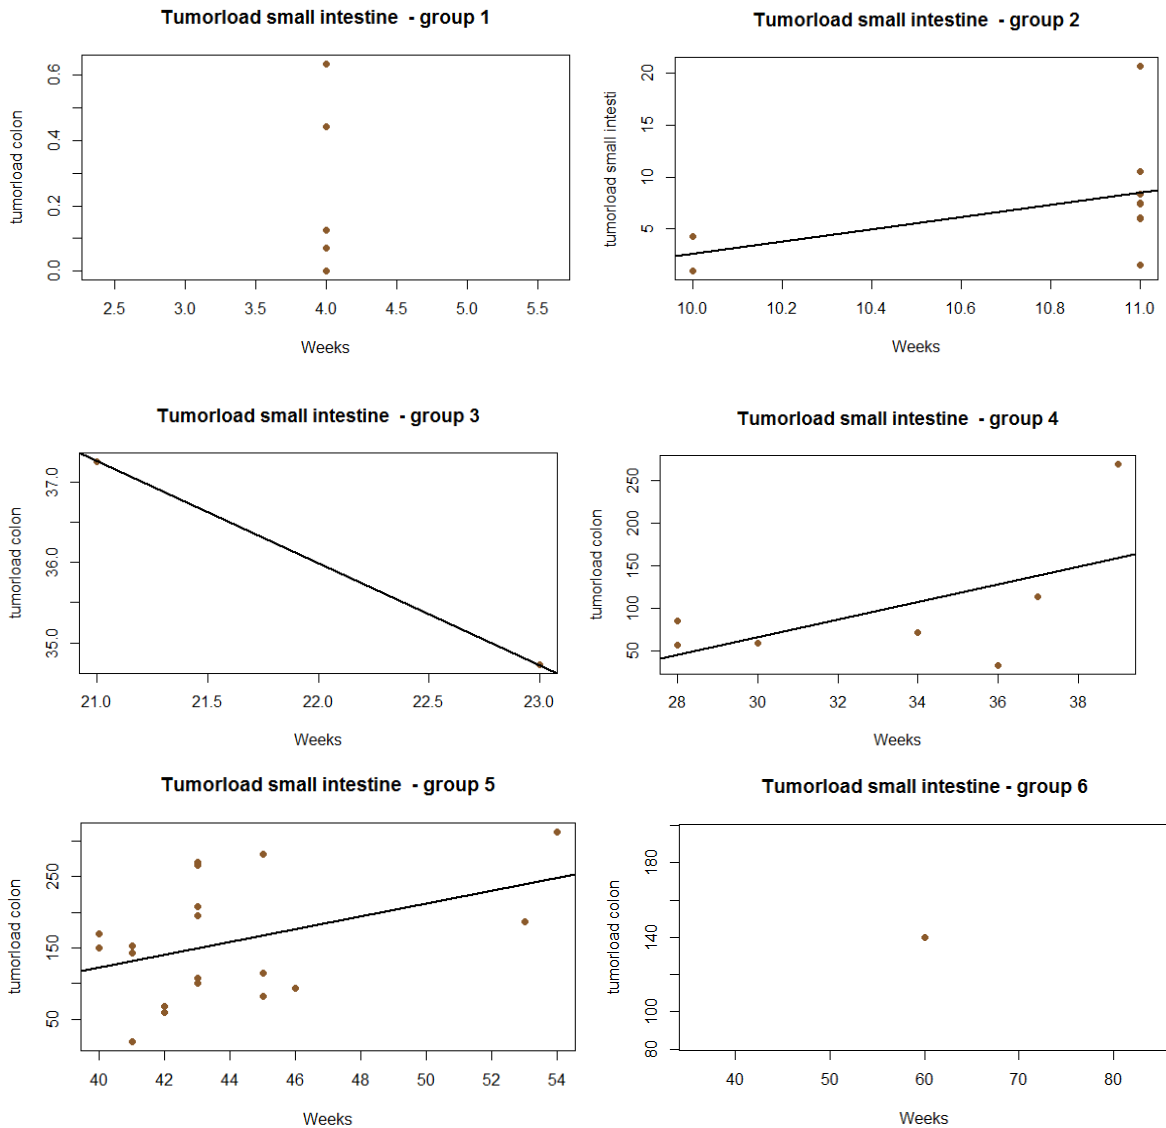 Tumorload small intestine - group 1
tumorload colon
0.0 0.2 0.4 0.6
2.5 3.0 3.5 4.0 4.5 5.0 5.5
Weeks
Tumorload small intestine - group 2
tumorload small intesti
5 10 15 20
10.0 10.2 10.4 10.6 10.8 11.0
Weeks
Tumorload small intestine - group 3
tumorload colon
35.0 36.0 37.0
21.0 21.5 22.0 22.5 23.0
Weeks
Tumorload small intestine - group 4
tumorload colon
50 100 150 200 250
28 30 32 34 36 38
Weeks
Tumorload small intestine - group 5
tumorload colon
50 150 250
40 42 44 46 48 50 52 54
Weeks
Tumorload small intestine - group 6
tumorload colon
80 100 140 180
40 50 60 70 80
Weeks